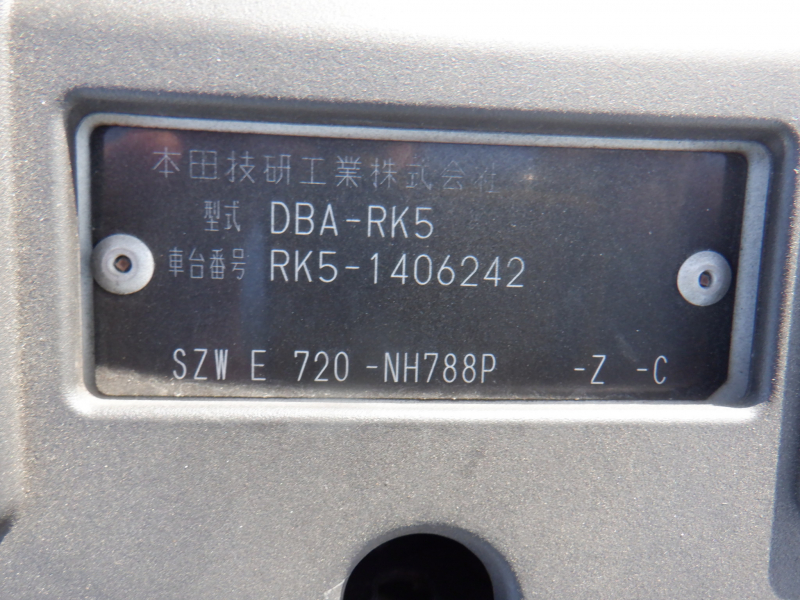 本田技研工業株式会社
型式 DBA-RK5
車台番号 RK5-1406242
SZW E 720 -NH788P -Z -C